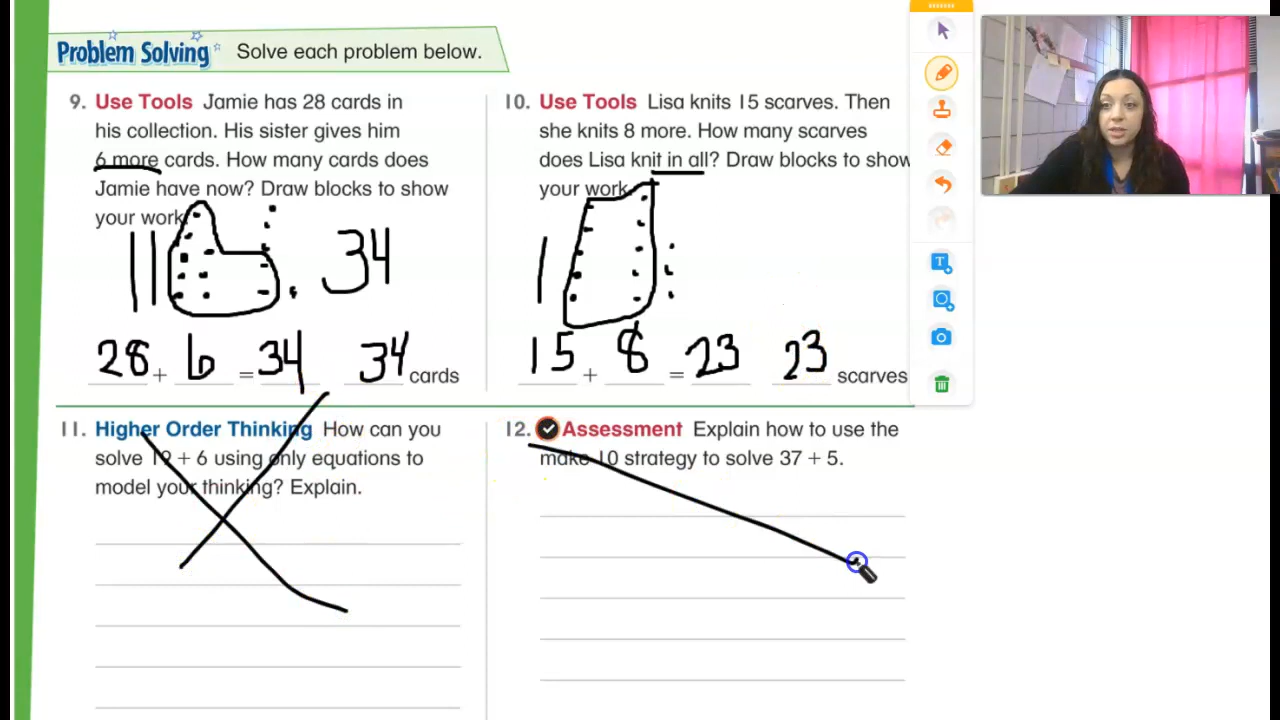 Problem Solving Solve each problem below.
9. Use Tools Jamie has 28 cards in
his collection. His sister gives him
6 more cards. How many cards does
Jamie have now? Draw blocks to show
your work.
34
28 + 6 = 34 34 cards
10. Use Tools Lisa knits 15 scarves. Then
she knits 8 more. How many scarves
does Lisa knit in all? Draw blocks to show
your work.
15 + 8 = 23 23 scarves
11. Higher Order Thinking How can you
solve 19 + 6 using only equations to
model your thinking? Explain.
12. Assessment Explain how to use the
make 10 strategy to solve 37 + 5.
T